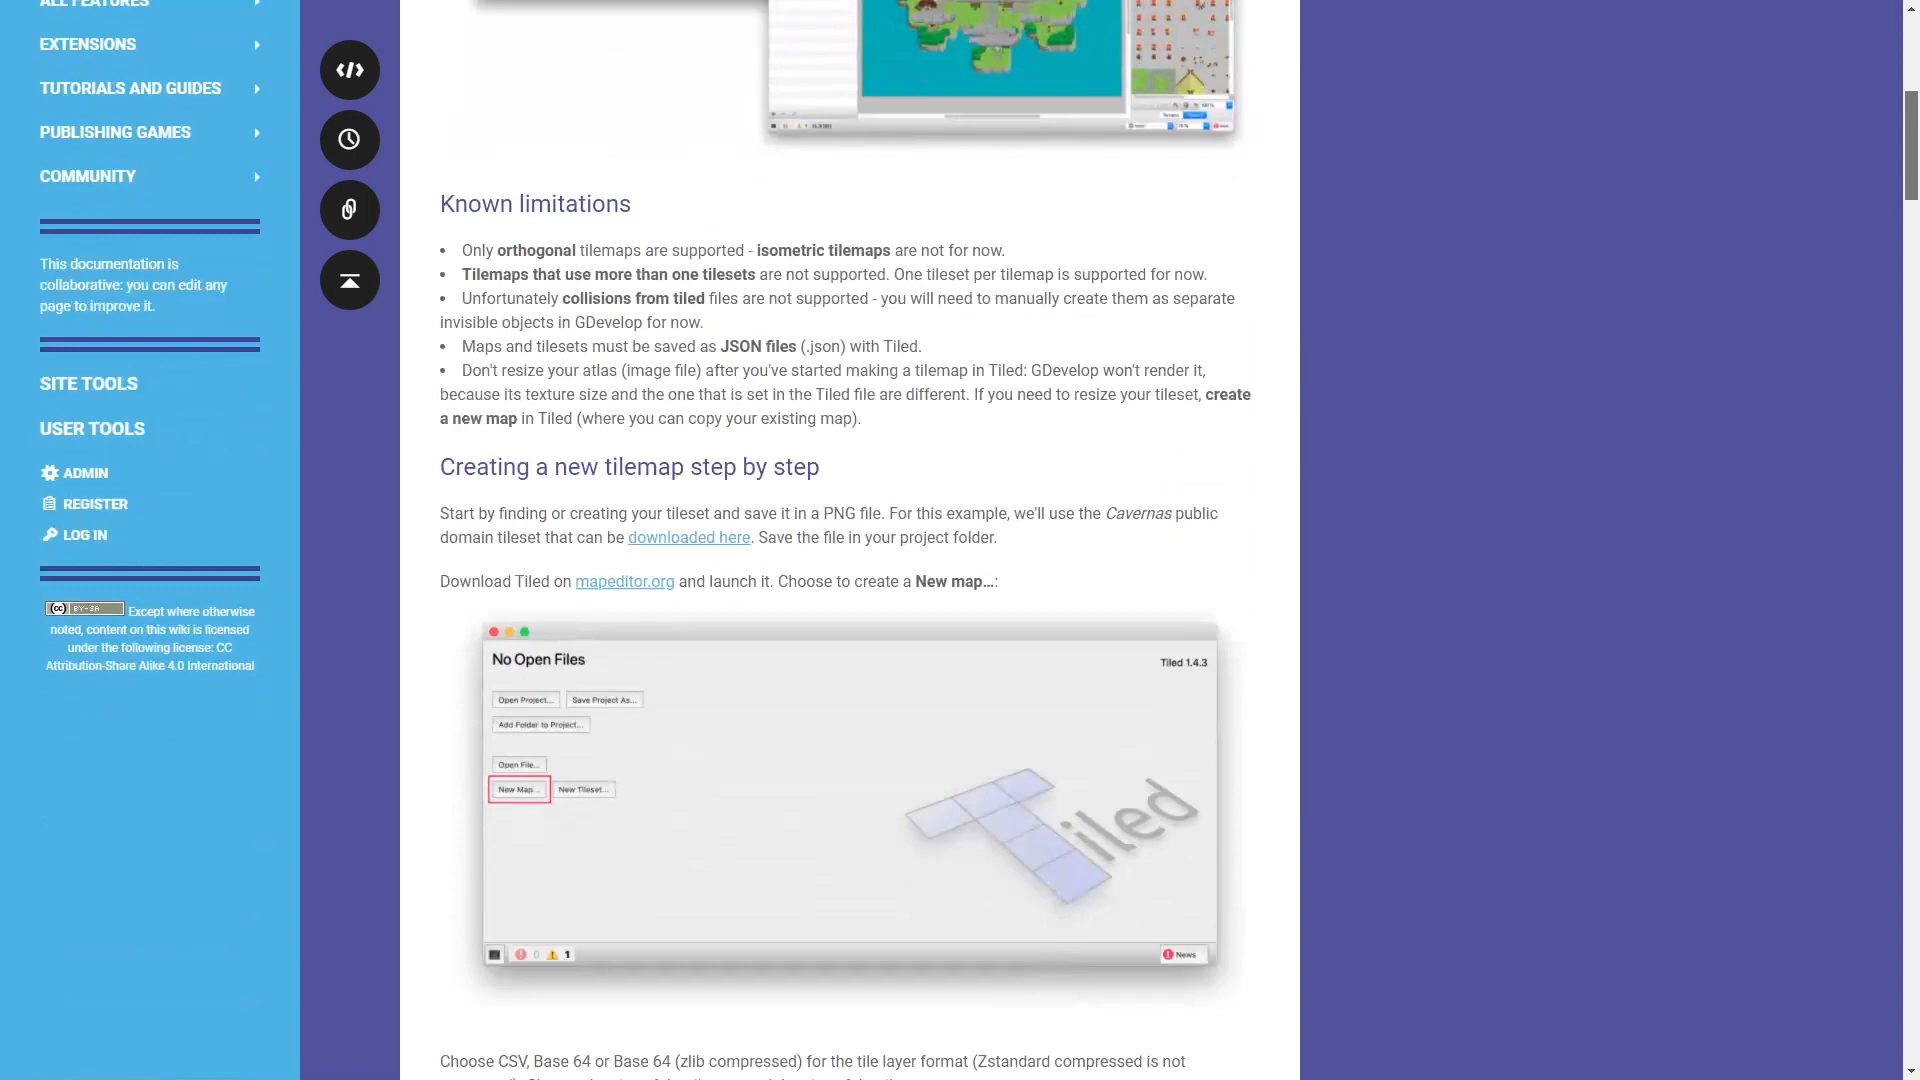 ALL FEATURES
EXTENSIONS
TUTORIALS AND GUIDES
PUBLISHING GAMES
COMMUNITY
This documentation is
collaborative: you can edit any
page to improve it.
SITE TOOLS
USER TOOLS
ADMIN
REGISTER
LOG IN
(cc) BY-SA Except where otherwise
noted, content on this wiki is licensed
under the following license: CC
Attribution-Share Alike 4.0 International
Known limitations
• Only orthogonal tilemaps are supported - isometric tilemaps are not for now.
• Tilemaps that use more than one tilesets are not supported. One tileset per tilemap is supported for now.
• Unfortunately collisions from tiled files are not supported - you will need to manually create them as separate
invisible objects in GDevelop for now.
• Maps and tilesets must be saved as JSON files (.json) with Tiled.
• Don't resize your atlas (image file) after you've started making a tilemap in Tiled: GDevelop won't render it,
because its texture size and the one that is set in the Tiled file are different. If you need to resize your tileset, create
a new map in Tiled (where you can copy your existing map).
Creating a new tilemap step by step
Start by finding or creating your tileset and save it in a PNG file. For this example, we'll use the Cavernas public
domain tileset that can be downloaded here. Save the file in your project folder.
Download Tiled on mapeditor.org and launch it. Choose to create a New map…:
No Open Files
Tiled 1.4.3
Open Project... Save Project As...
Add Folder to Project...
Open File...
New Map... New Tileset...
Tiled
0 1
News
Choose CSV, Base 64 or Base 64 (zlib compressed) for the tile layer format (Zstandard compressed is not